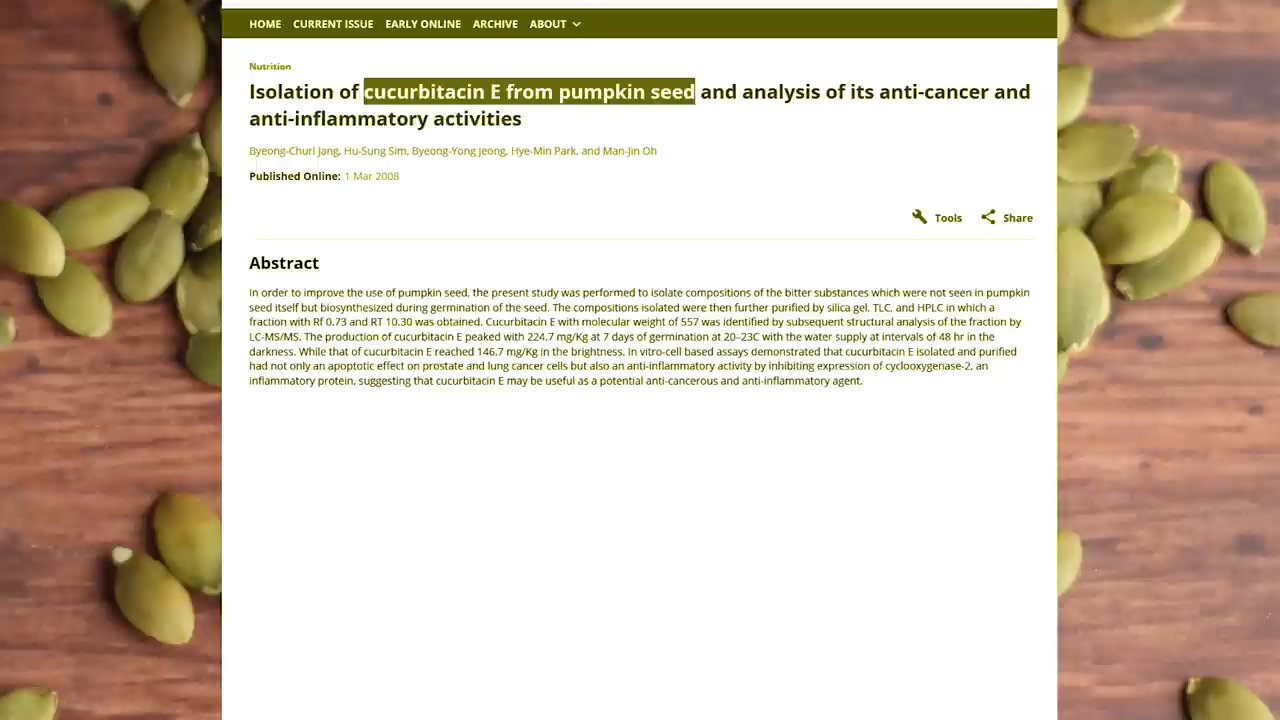 HOME CURRENT ISSUE EARLY ONLINE ARCHIVE ABOUT
Nutrition
Isolation of cucurbitacin E from pumpkin seed and analysis of its anti-cancer and
anti-inflammatory activities
Byeong-Churl Jang, Hu-Sung Sim, Byeong-Yong Jeong, Hye-Min Park, and Man-Jin Oh
Published Online: 1 Mar 2008
Tools Share
Abstract
In order to improve the use of pumpkin seed, the present study was performed to isolate compositions of the bitter substances which were not seen in pumpkin
seed itself but biosynthesized during germination of the seed. The compositions isolated were then further purified by silica gel, TLC, and HPLC in which a
fraction with Rf 0.73 and RT 10.30 was obtained. Cucurbitacin E with molecular weight of 557 was identified by subsequent structural analysis of the fraction by
LC-MS/MS. The production of cucurbitacin E peaked with 224.7 mg/Kg at 7 days of germination at 20–23C with the water supply at intervals of 48 hr in the
darkness. While that of cucurbitacin E reached 146.7 mg/Kg in the brightness. In vitro-cell based assays demonstrated that cucurbitacin E isolated and purified
had not only an apoptotic effect on prostate and lung cancer cells but also an anti-inflammatory activity by inhibiting expression of cyclooxygenase-2, an
inflammatory protein, suggesting that cucurbitacin E may be useful as a potential anti-cancerous and anti-inflammatory agent.